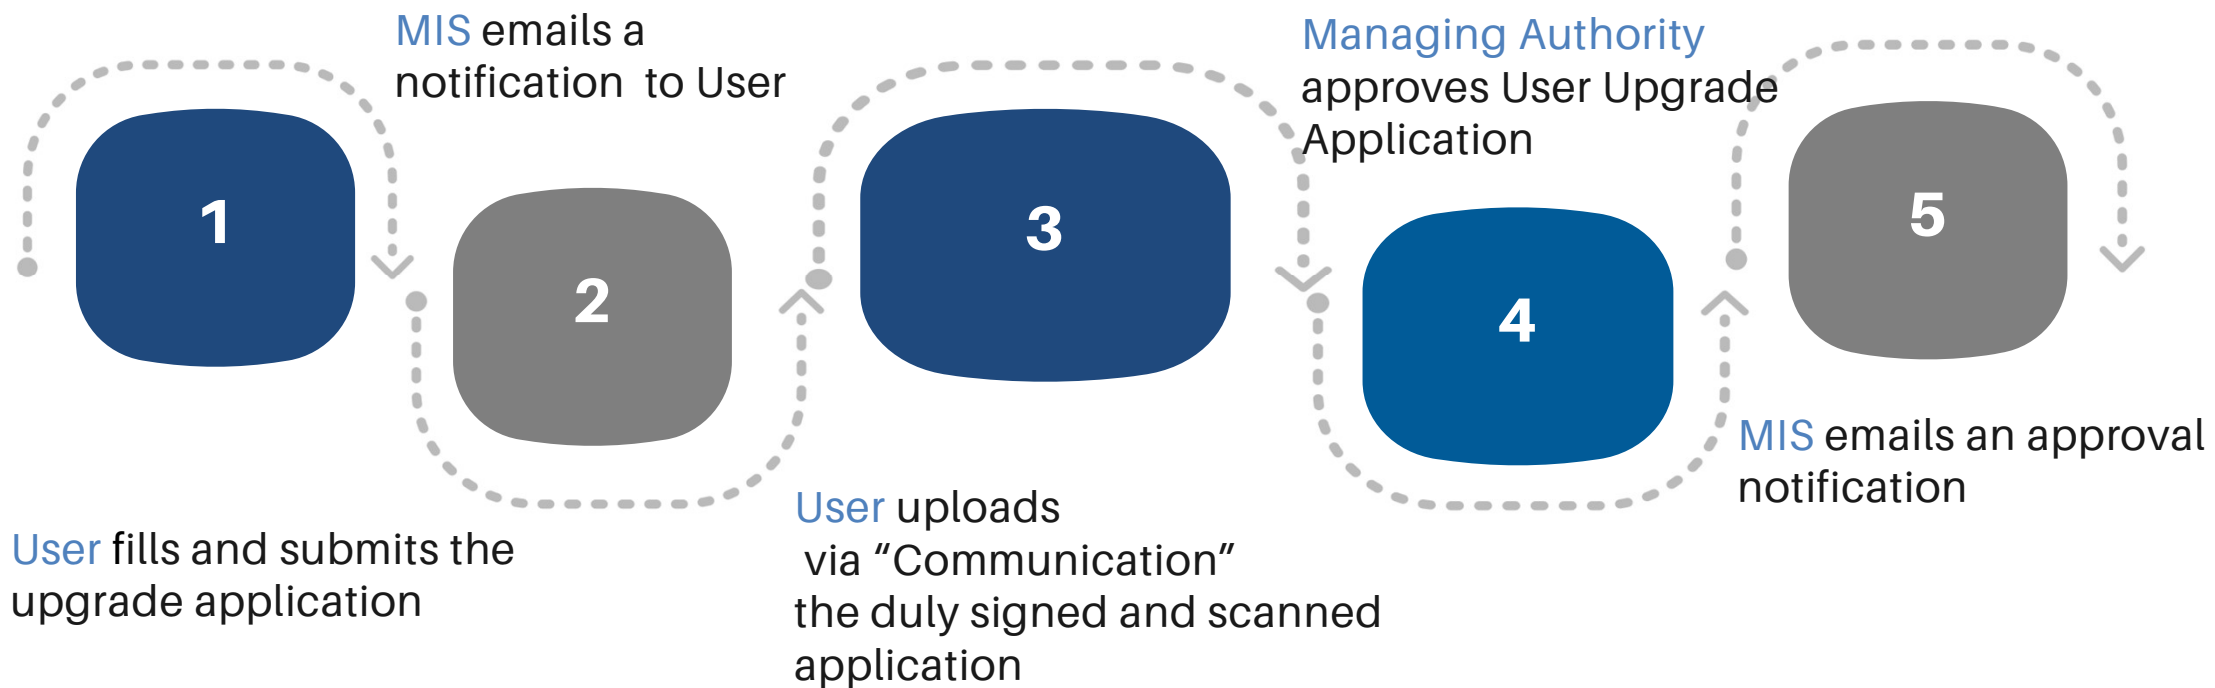 1
User fills and submits the
upgrade application
MIS emails a
notification  to User
2
3
User uploads
via “Communication”
the duly signed and scanned
application
Managing Authority
approves User Upgrade
Application
4
5
MIS emails an approval
notification